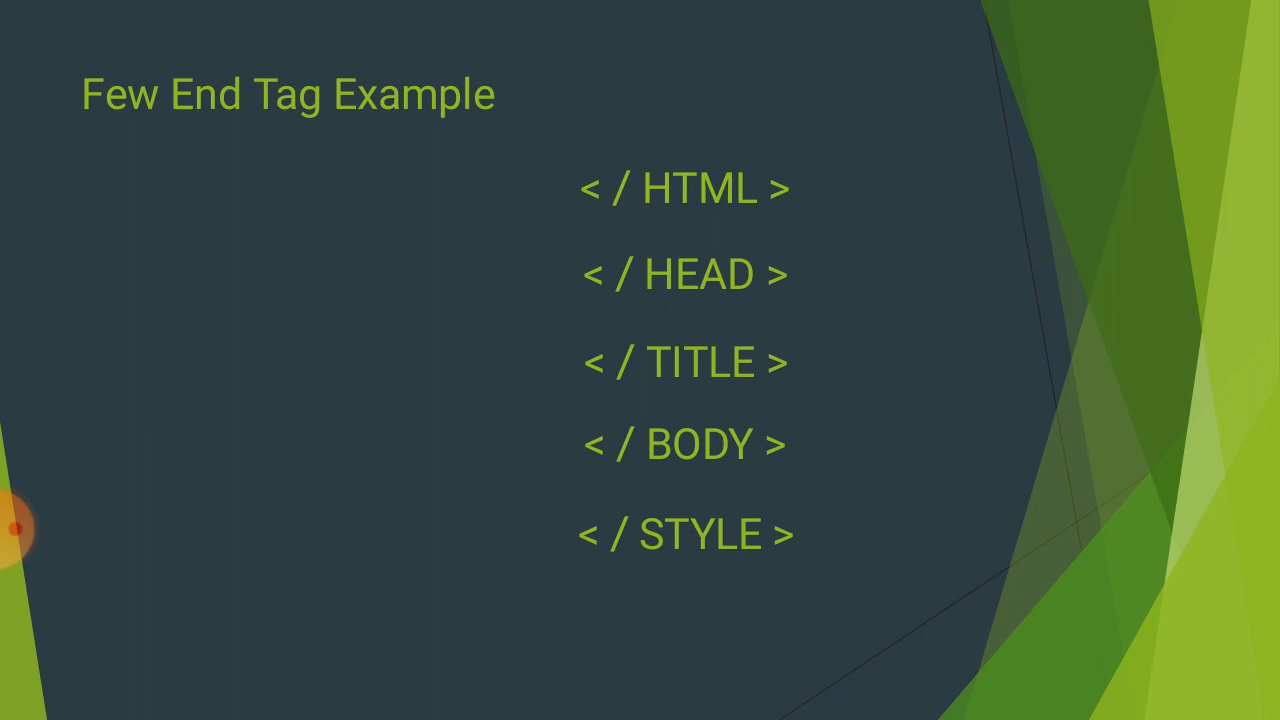 Few End Tag Example
< / HTML >
< / HEAD >
< / TITLE >
< / BODY >
< / STYLE >